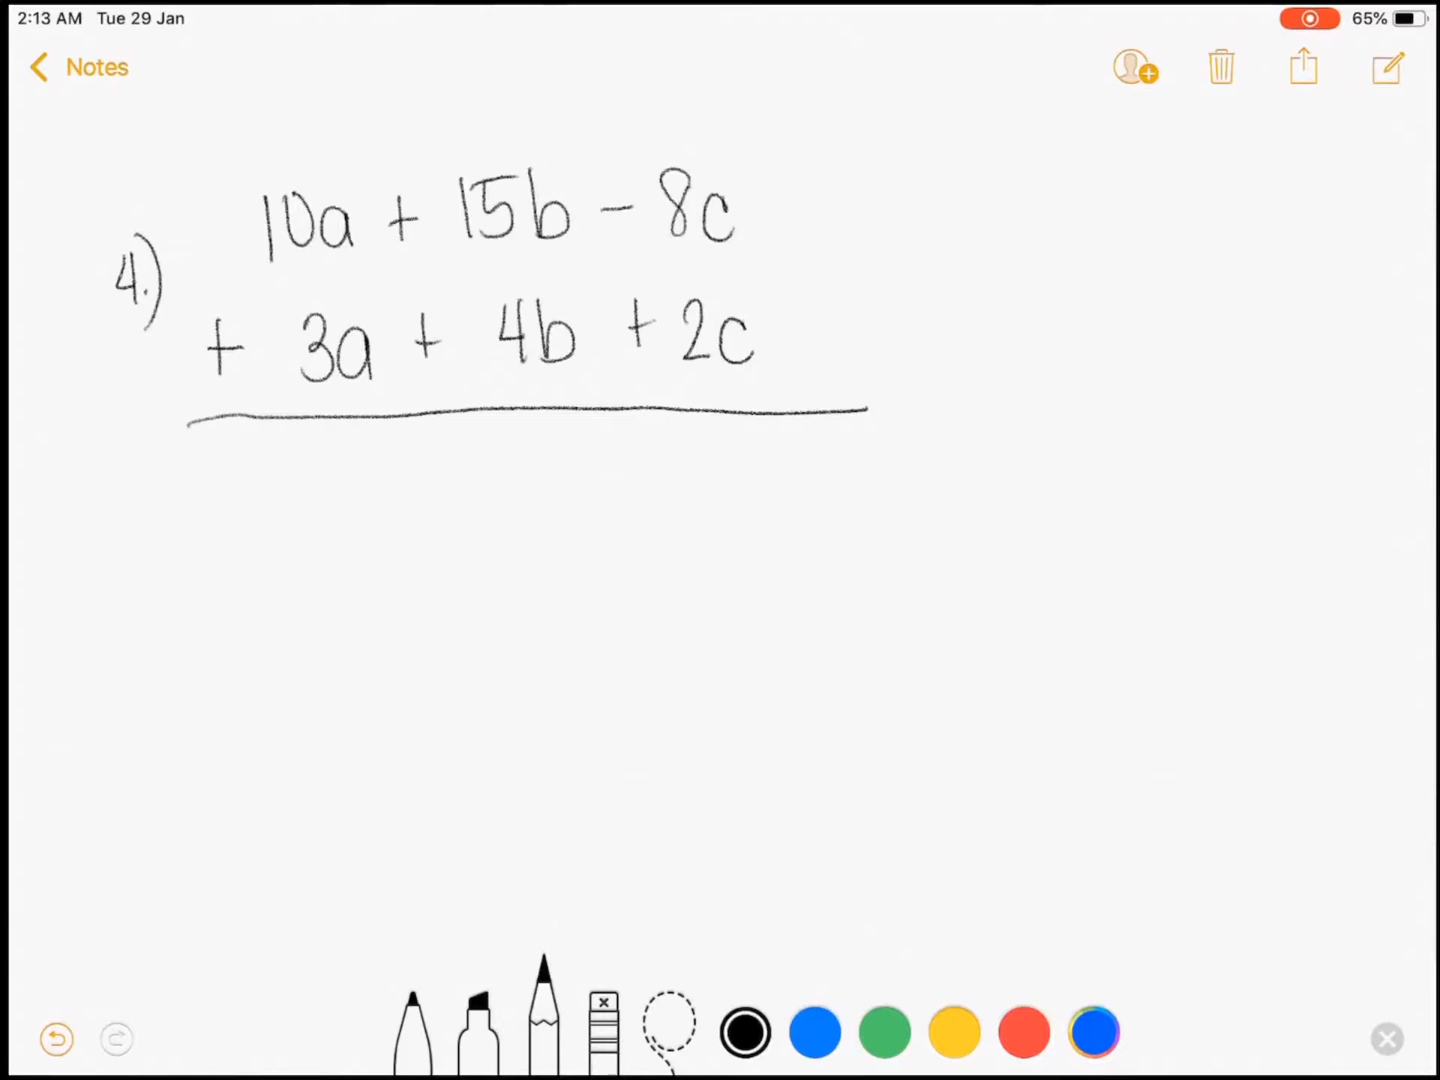 2:13 AM Tue 29 Jan 65%
Notes
10a + 15b - 8c
4.)
+ 3a + 4b + 2c